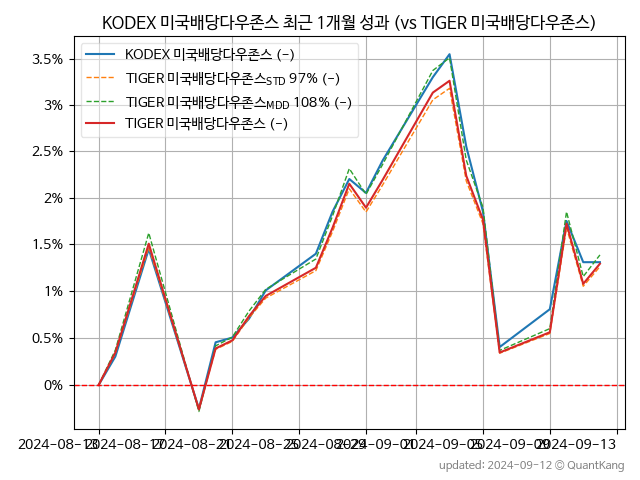 KODEX 미국배당다우존스 최근 1개월 성과 (vs TIGER 미국배당다우존스)
KODEX 미국배당다우존스 (-)
TIGER 미국배당다우존스STD 97% (-)
TIGER 미국배당다우존스MDD 108% (-)
TIGER 미국배당다우존스 (-)
3.5%
3%
2.5%
2%
1.5%
1%
0.5%
0%
2024-08-13 2024-08-17 2024-08-21 2024-08-25 2024-08-29 2024-09-01 2024-09-05 2024-09-09 2024-09-13
updated: 2024-09-12 © QuantKang